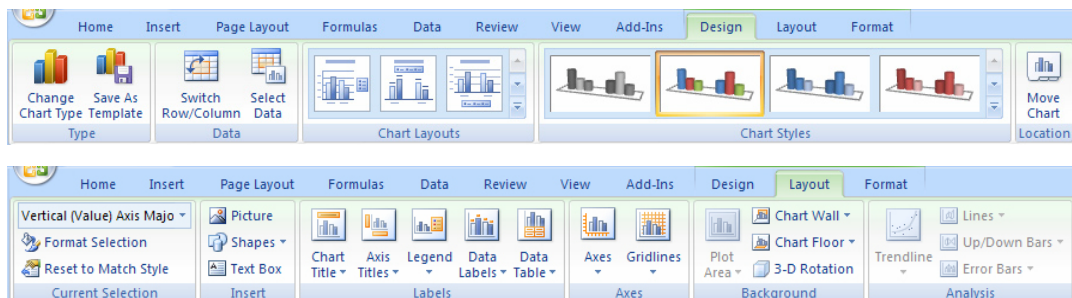 Home Insert Page Layout Formulas Data Review View Add-Ins Design Layout Format
Change Chart Type
Save As Template
Switch Row/Column
Select Data
Move Chart
Type Data Chart Layouts Chart Styles Location
Home Insert Page Layout Formulas Data Review View Add-Ins Design Layout Format
Vertical (Value) Axis Majo
Format Selection
Reset to Match Style
Picture
Shapes
Text Box
Chart Title
Axis Titles
Legend
Data Labels
Data Table
Axes
Gridlines
Plot Area
Chart Wall
Chart Floor
3-D Rotation
Trendline
Lines
Up/Down Bars
Error Bars
Current Selection Insert Labels Axes Background Analysis